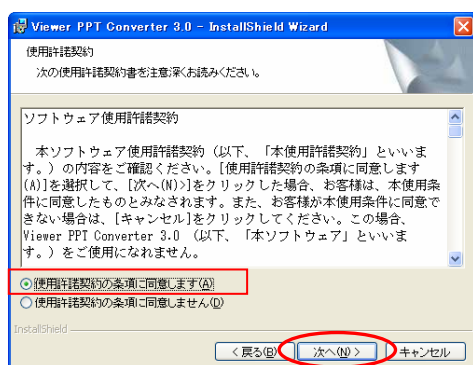 Viewer PPT Converter 3.0 - InstallShield Wizard
使用許諾契約
次の使用許諾契約書を注意深くお読みください。
ソフトウェア使用許諾契約
本ソフトウェア使用許諾契約（以下、「本使用許諾契約」といいま
す。）の内容をご確認ください。[使用許諾契約の条項に同意します
(A)]を選択して、[次へ(N)>]をクリックした場合、お客様は、本使用条
件に同意したものとみなされます。また、お客様が本使用条件に同意で
きない場合は、[キャンセル]をクリックしてください。この場合、
Viewer PPT Converter 3.0 （以下、「本ソフトウェア」といいま
す。）をご使用になれません。
使用許諾契約の条項に同意します(A)
使用許諾契約の条項に同意しません(D)
InstallShield
< 戻る(B)
次へ(N) >
キャンセル